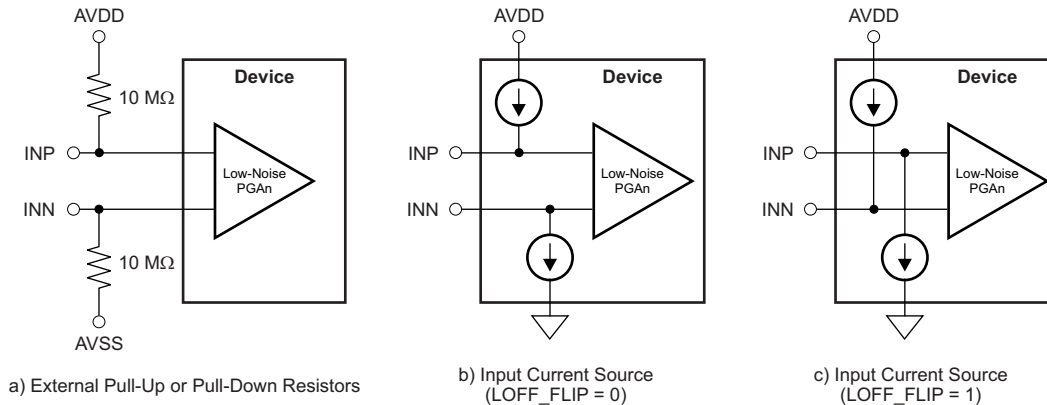 AVDD
Device
10 MΩ
INP
Low-Noise
PGAn
INN
10 MΩ
AVSS
a) External Pull-Up or Pull-Down Resistors
AVDD
Device
INP
Low-Noise
PGAn
INN
b) Input Current Source
(LOFF_FLIP = 0)
AVDD
Device
INP
Low-Noise
PGAn
INN
c) Input Current Source
(LOFF_FLIP = 1)